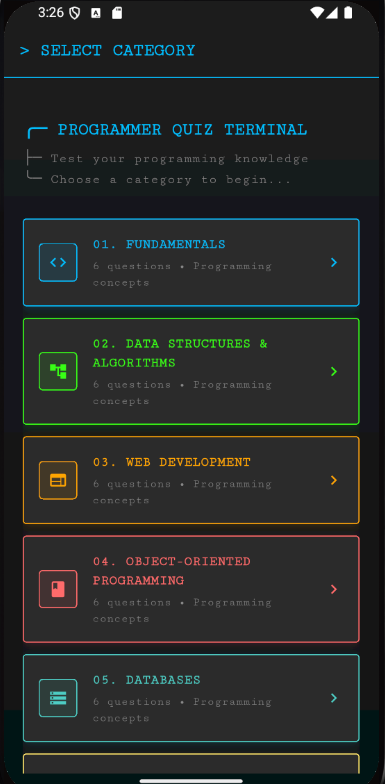 3:26
> SELECT CATEGORY
PROGRAMMER QUIZ TERMINAL
Test your programming knowledge
Choose a category to begin...
01. FUNDAMENTALS
6 questions • Programming
concepts
02. DATA STRUCTURES &
ALGORITHMS
6 questions • Programming
concepts
03. WEB DEVELOPMENT
6 questions • Programming
concepts
04. OBJECT-ORIENTED
PROGRAMMING
6 questions • Programming
concepts
05. DATABASES
6 questions • Programming
concepts